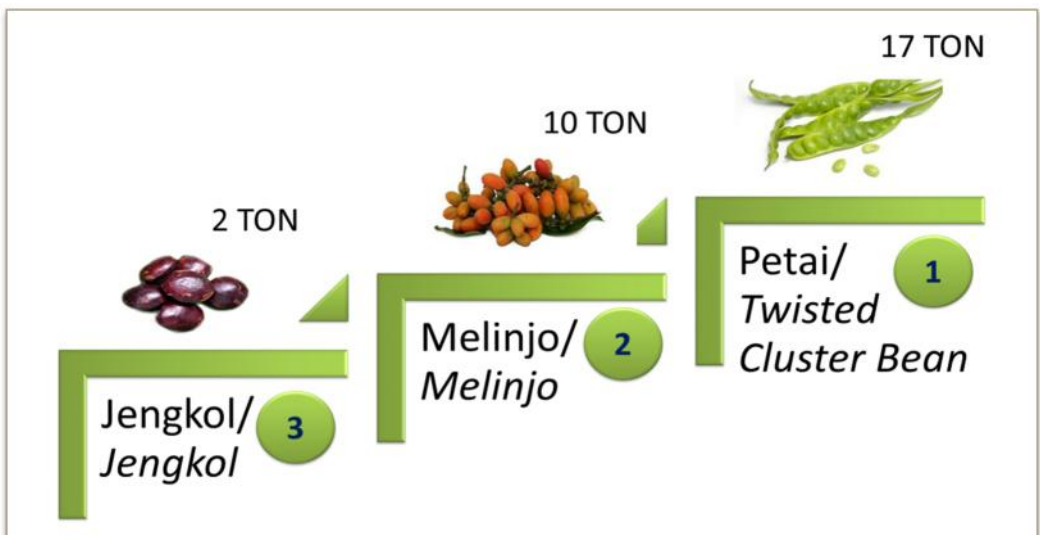 17 TON
10 TON
2 TON
Petai/
Twisted
Cluster Bean
1
Melinjo/
Melinjo
2
Jengkol/
Jengkol
3